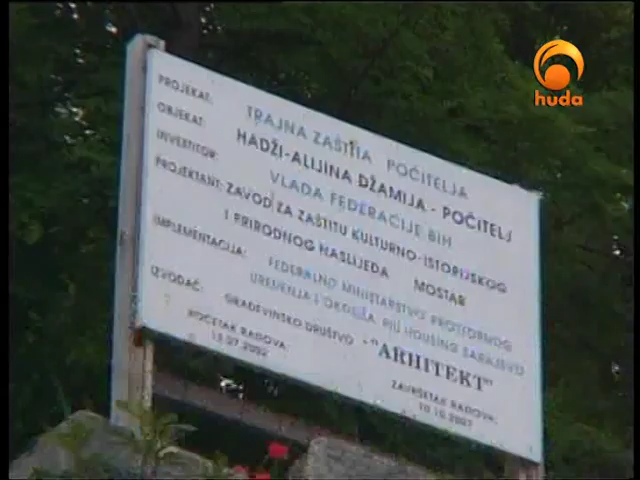 huda
PROJEKAT: TRAJNA ZAŠTITA POČITELJA
OBJEKAT: HADŽI-ALIJINA DŽAMIJA - POČITELJ
INVESTITOR: VLADA FEDERACIJE BIH
PROJEKTANT: ZAVOD ZA ZAŠTITU KULTURNO-ISTORIJSKOG
I PRIRODNOG NASLIJEDA MOSTAR
IMPLEMENTACIJA: FEDERALNO MINISTARSTVO PROSTORNOG
UREĐENJA I OKOLIŠA, PIU HOUSING SARAJEVO
IZVOĐAČ: GRAĐEVINSKO DRUŠTVO - "ARHITEKT"
POČETAK RADOVA: ZAVRŠETAK RADOVA: